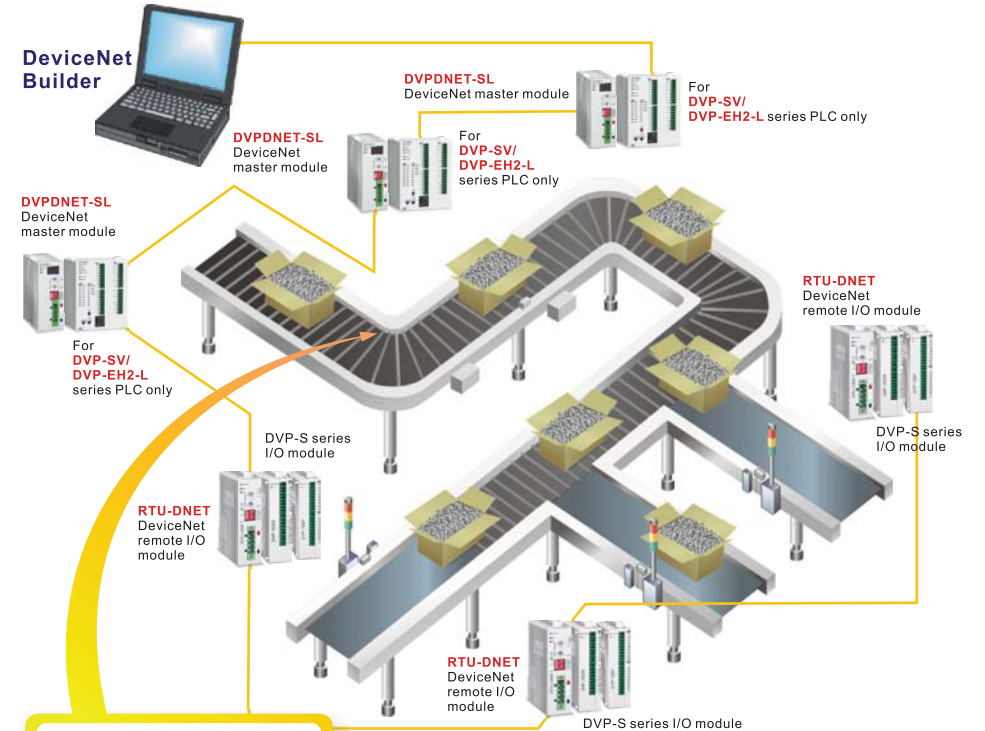 DeviceNet
Builder
DVPDNET-SL
DeviceNet master module
For
DVP-SV/
DVP-EH2-L series PLC only
DVPDNET-SL
DeviceNet
master module
For
DVP-SV/
DVP-EH2-L
series PLC only
DVPDNET-SL
DeviceNet
master module
For
DVP-SV/
DVP-EH2-L
series PLC only
RTU-DNET
DeviceNet
remote I/O module
DVP-S series
I/O module
DVP-S series
I/O module
RTU-DNET
DeviceNet
remote I/O
module
RTU-DNET
DeviceNet
remote I/O
module
DVP-S series I/O module